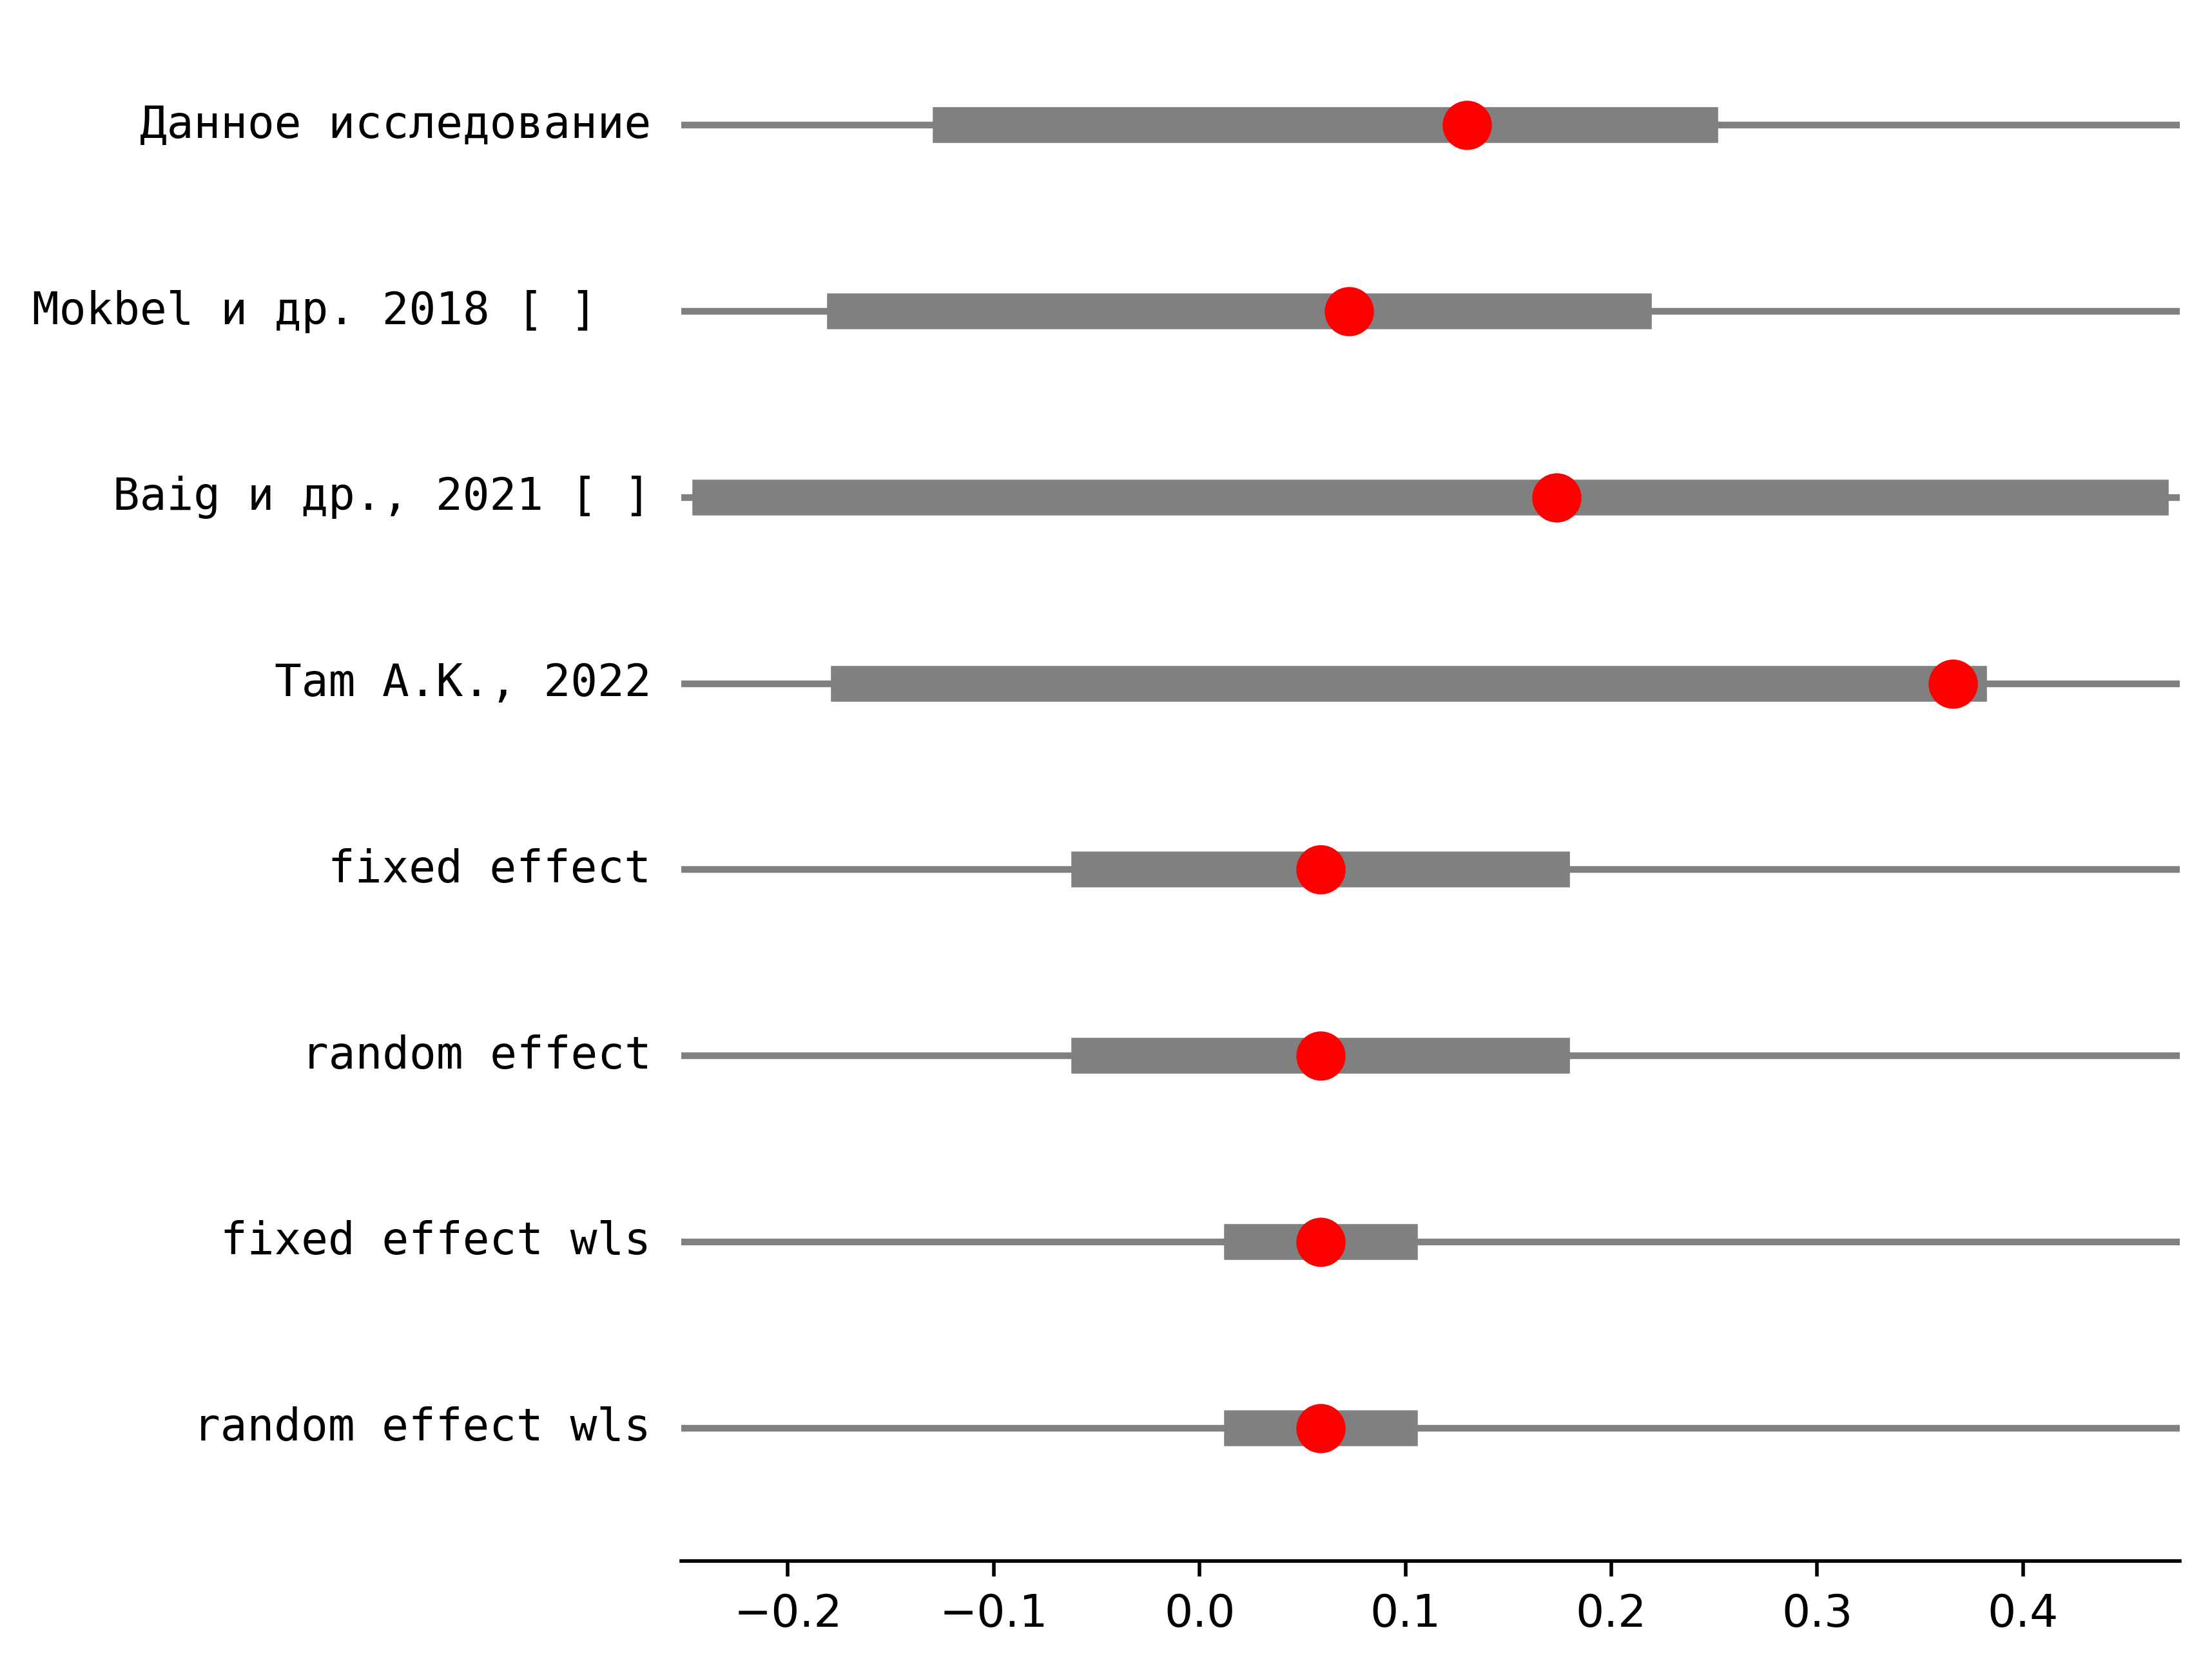 Данное исследование
Mokbel и др. 2018 [ ]
Baig и др., 2021 [ ]
Там А.К., 2022
fixed effect
random effect
fixed effect wls
random effect wls
−0.2 −0.1 0.0 0.1 0.2 0.3 0.4